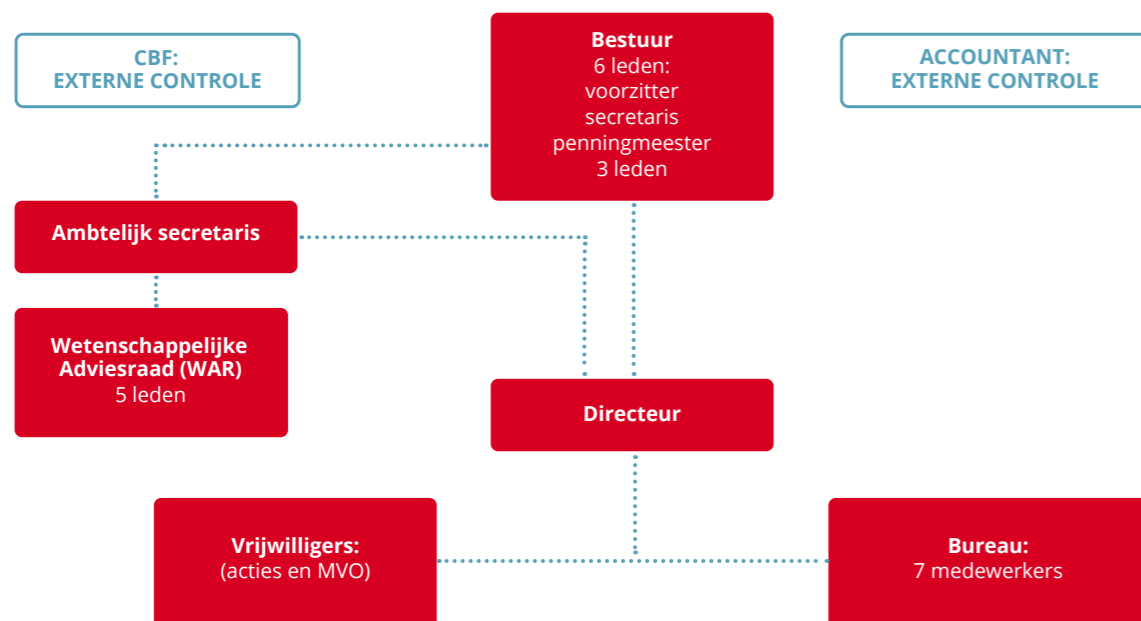 CBF:
EXTERNE CONTROLE
Bestuur
6 leden:
voorzitter
secretaris
penningmeester
3 leden
ACCOUNTANT:
EXTERNE CONTROLE
Ambtelijk secretaris
Wetenschappelijke
Adviesraad (WAR)
5 leden
Directeur
Vrijwilligers:
(acties en MVO)
Bureau:
7 medewerkers